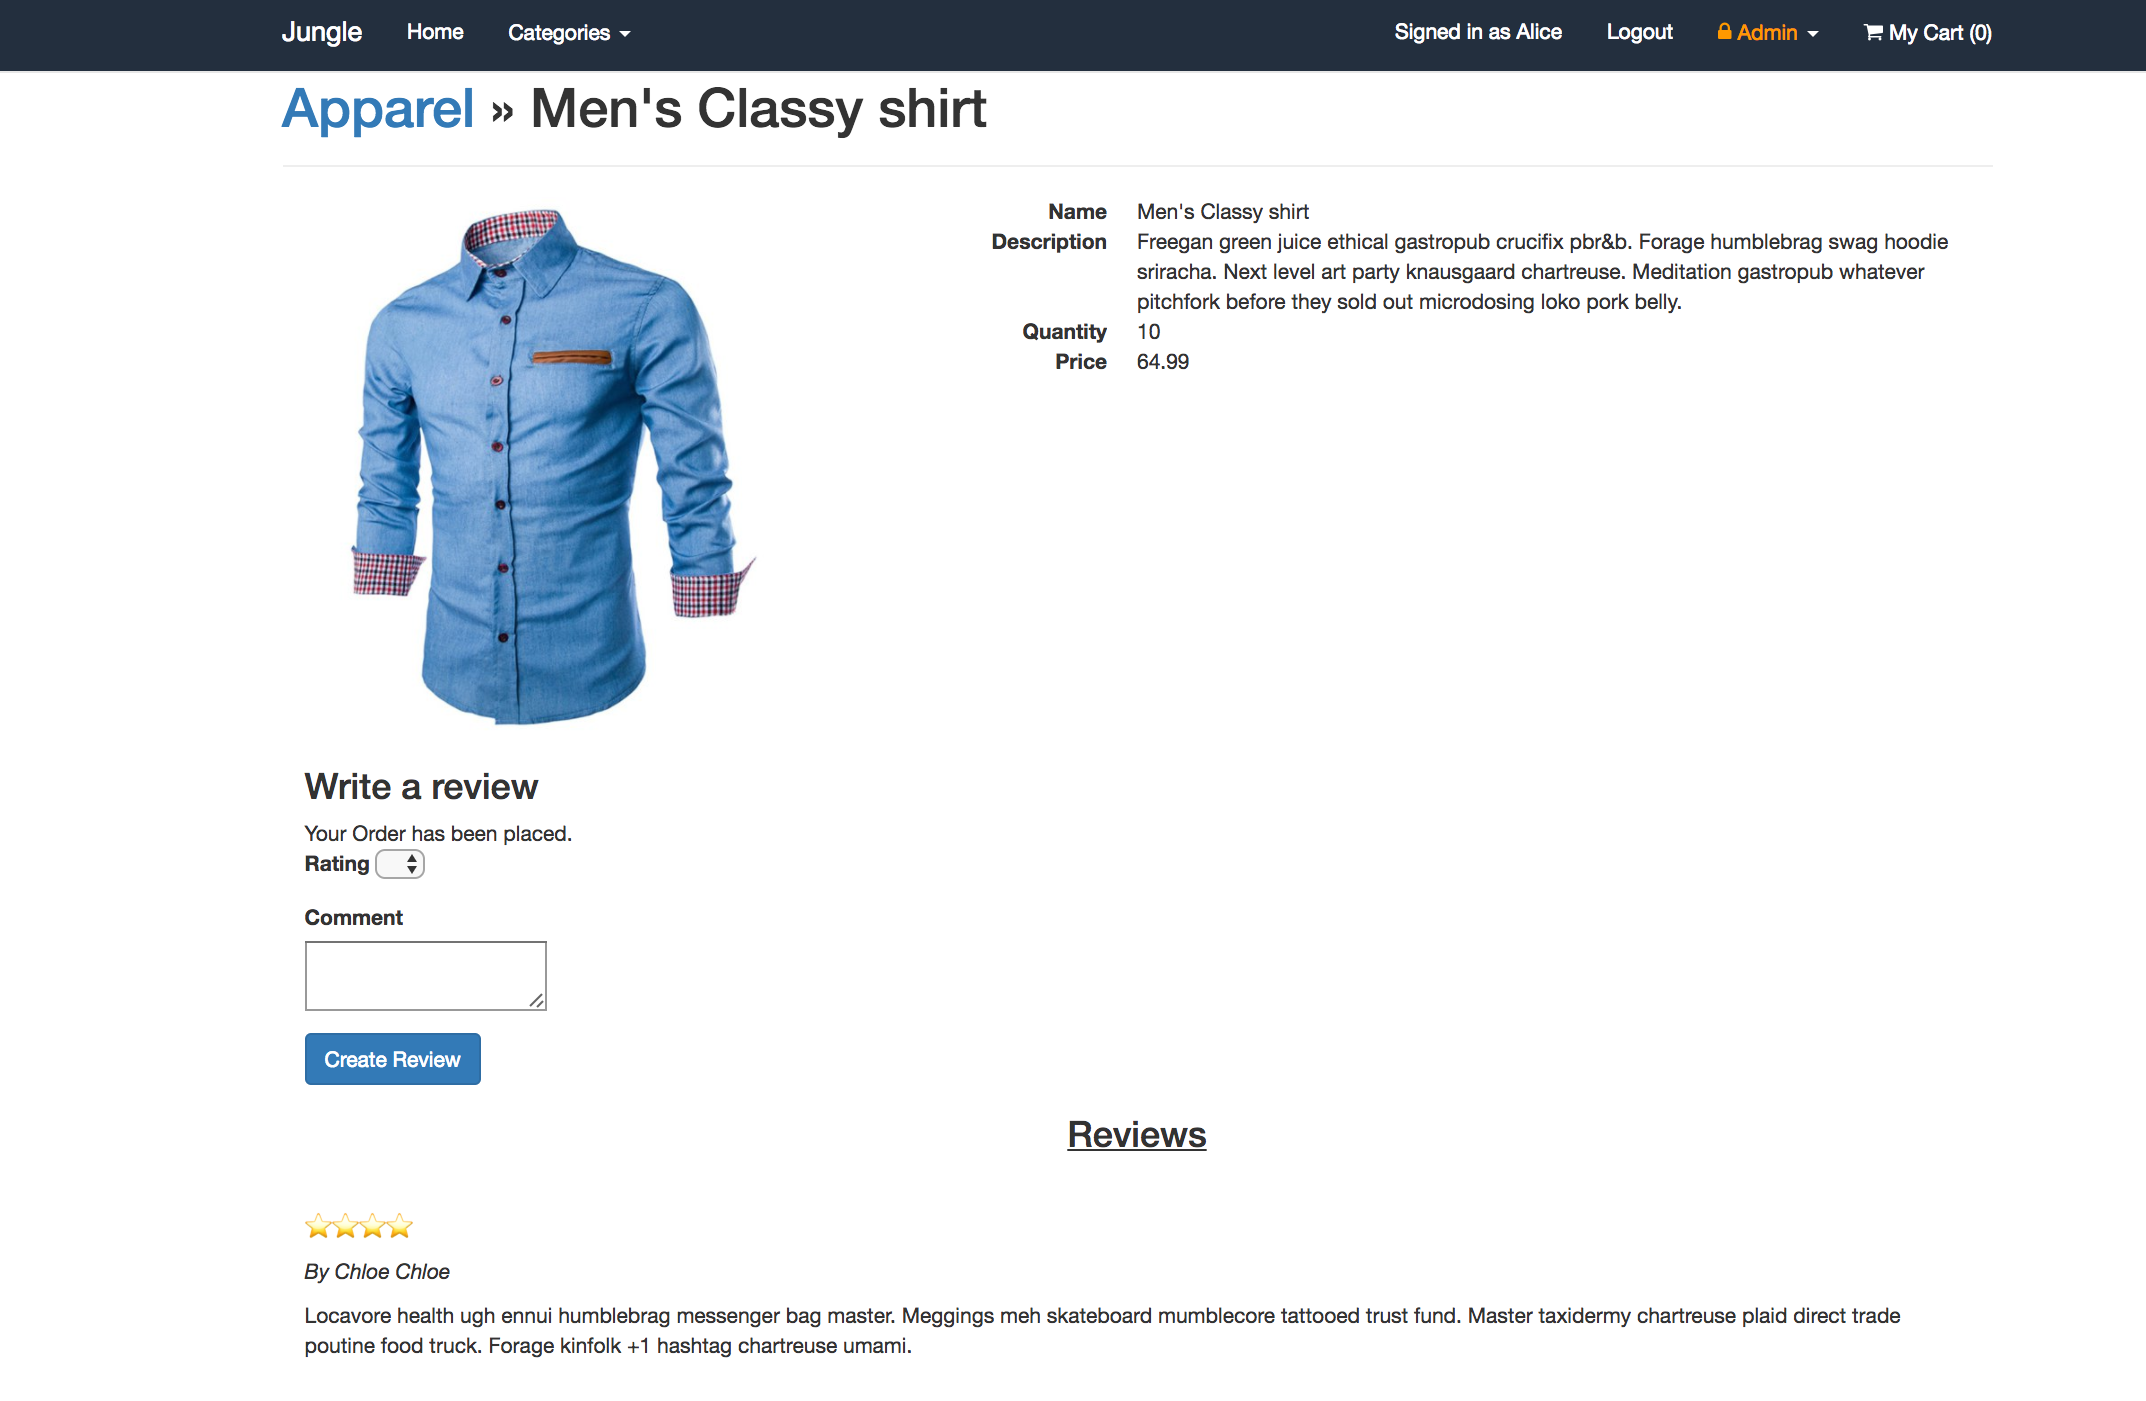 Jungle Home Categories Signed in as Alice Logout Admin My Cart (0)
Apparel » Men's Classy shirt
Name Men's Classy shirt
Description Freegan green juice ethical gastropub crucifix pbr&b. Forage humblebrag swag hoodie
sriracha. Next level art party knausgaard chartreuse. Meditation gastropub whatever
pitchfork before they sold out microdosing loko pork belly.
Quantity 10
Price 64.99
Write a review
Your Order has been placed.
Rating
Comment
Create Review
Reviews
By Chloe Chloe
Locavore health ugh ennui humblebrag messenger bag master. Meggings meh skateboard mumblecore tattooed trust fund. Master taxidermy chartreuse plaid direct trade
poutine food truck. Forage kinfolk +1 hashtag chartreuse umami.